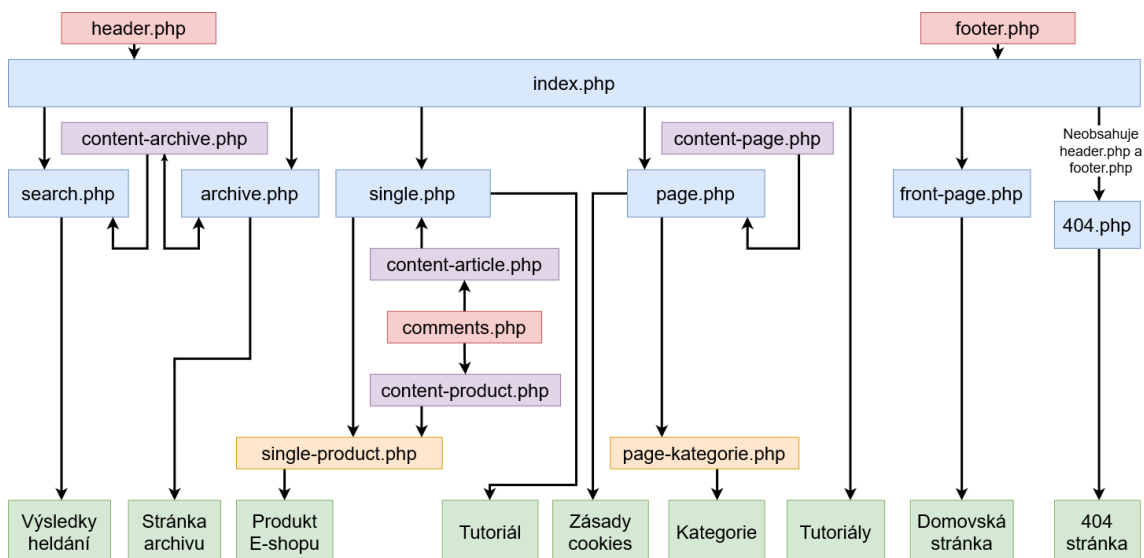 header.php
footer.php
index.php
content-archive.php
content-page.php
Neobsahuje
header.php a
footer.php
search.php
archive.php
single.php
page.php
front-page.php
404.php
content-article.php
comments.php
content-product.php
single-product.php
page-kategorie.php
Výsledky
heldání
Stránka
archivu
Produkt
E-shopu
Tutoriál
Zásady
cookies
Kategorie
Tutoriály
Domovská
stránka
404
stránka